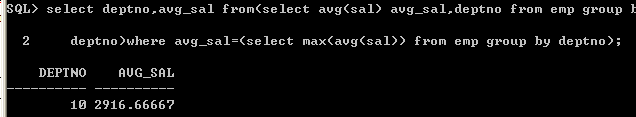 SQL> select deptno,avg_sal from(select avg(sal) avg_sal,deptno from emp group b
  2     deptno)where avg_sal=(select max(avg(sal)) from emp group by deptno);
    DEPTNO    AVG_SAL
---------- ----------
        10 2916.66667